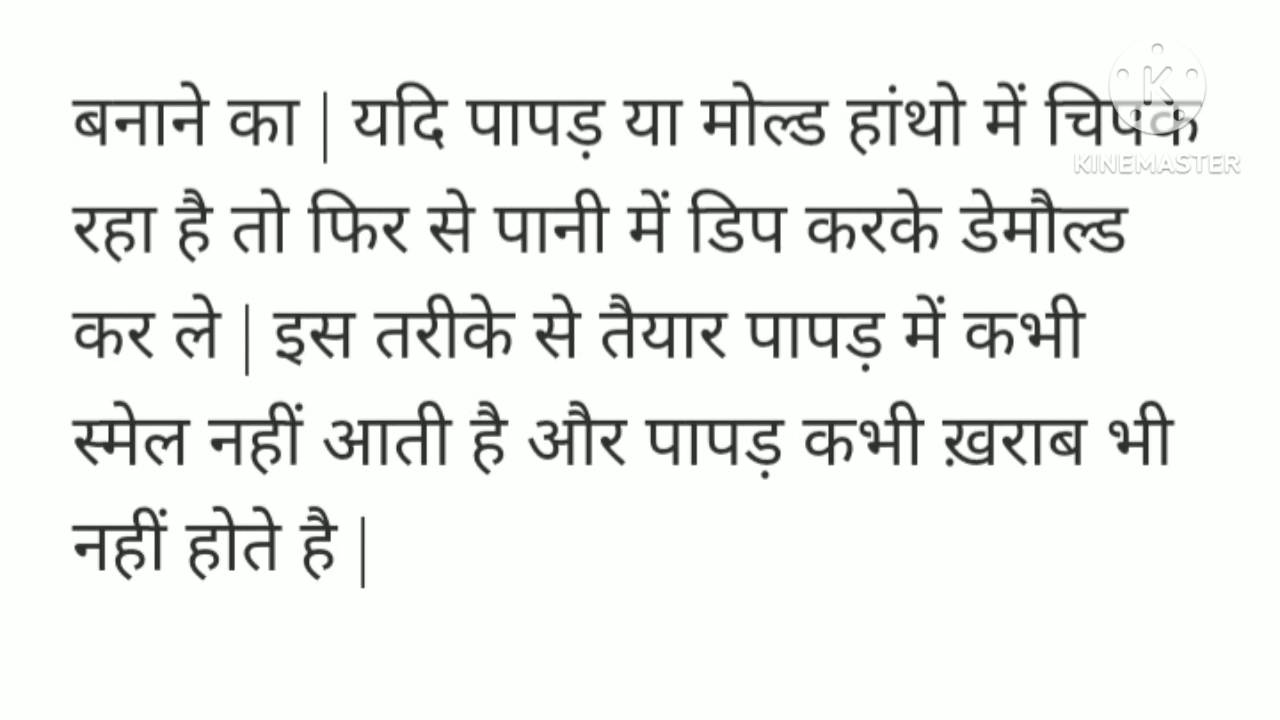 बनाने का | यदि पापड़ या मोल्ड हांथो में चिपक
KINEMASTER
रहा है तो फिर से पानी में डिप करके डेमौल्ड
कर ले | इस तरीके से तैयार पापड़ में कभी
स्मेल नहीं आती है और पापड़ कभी ख़राब भी
नहीं होते है |